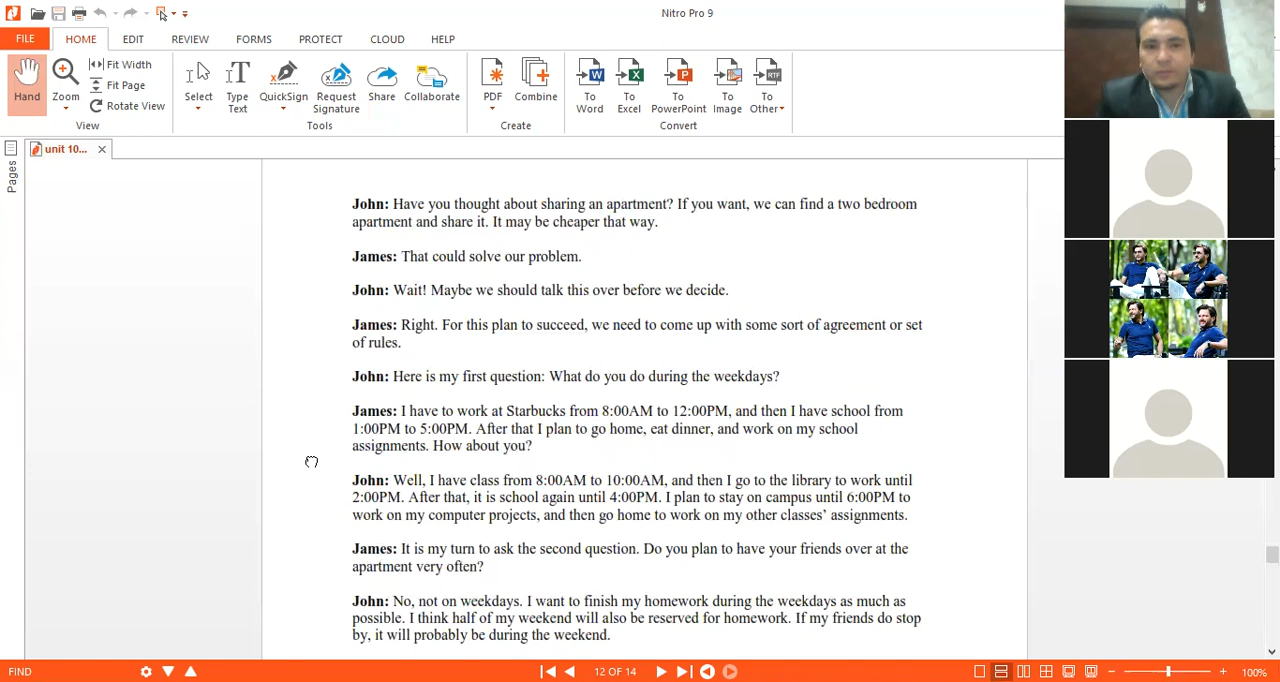 Nitro Pro 9
FILE HOME EDIT REVIEW FORMS PROTECT CLOUD HELP
Hand Zoom Fit Width Fit Page Rotate View
View
Select Type Text QuickSign Request Signature Share Collaborate
Tools
PDF Combine
Create
To Word To Excel To PowerPoint To Image To Other
Convert
unit 10...
Pages
John: Have you thought about sharing an apartment? If you want, we can find a two bedroom
apartment and share it. It may be cheaper that way.
James: That could solve our problem.
John: Wait! Maybe we should talk this over before we decide.
James: Right. For this plan to succeed, we need to come up with some sort of agreement or set
of rules.
John: Here is my first question: What do you do during the weekdays?
James: I have to work at Starbucks from 8:00AM to 12:00PM, and then I have school from
1:00PM to 5:00PM. After that I plan to go home, eat dinner, and work on my school
assignments. How about you?
John: Well, I have class from 8:00AM to 10:00AM, and then I go to the library to work until
2:00PM. After that, it is school again until 4:00PM. I plan to stay on campus until 6:00PM to
work on my computer projects, and then go home to work on my other classes’ assignments.
James: It is my turn to ask the second question. Do you plan to have your friends over at the
apartment very often?
John: No, not on weekdays. I want to finish my homework during the weekdays as much as
possible. I think half of my weekend will also be reserved for homework. If my friends do stop
by, it will probably be during the weekend.
FIND 12 OF 14 100%